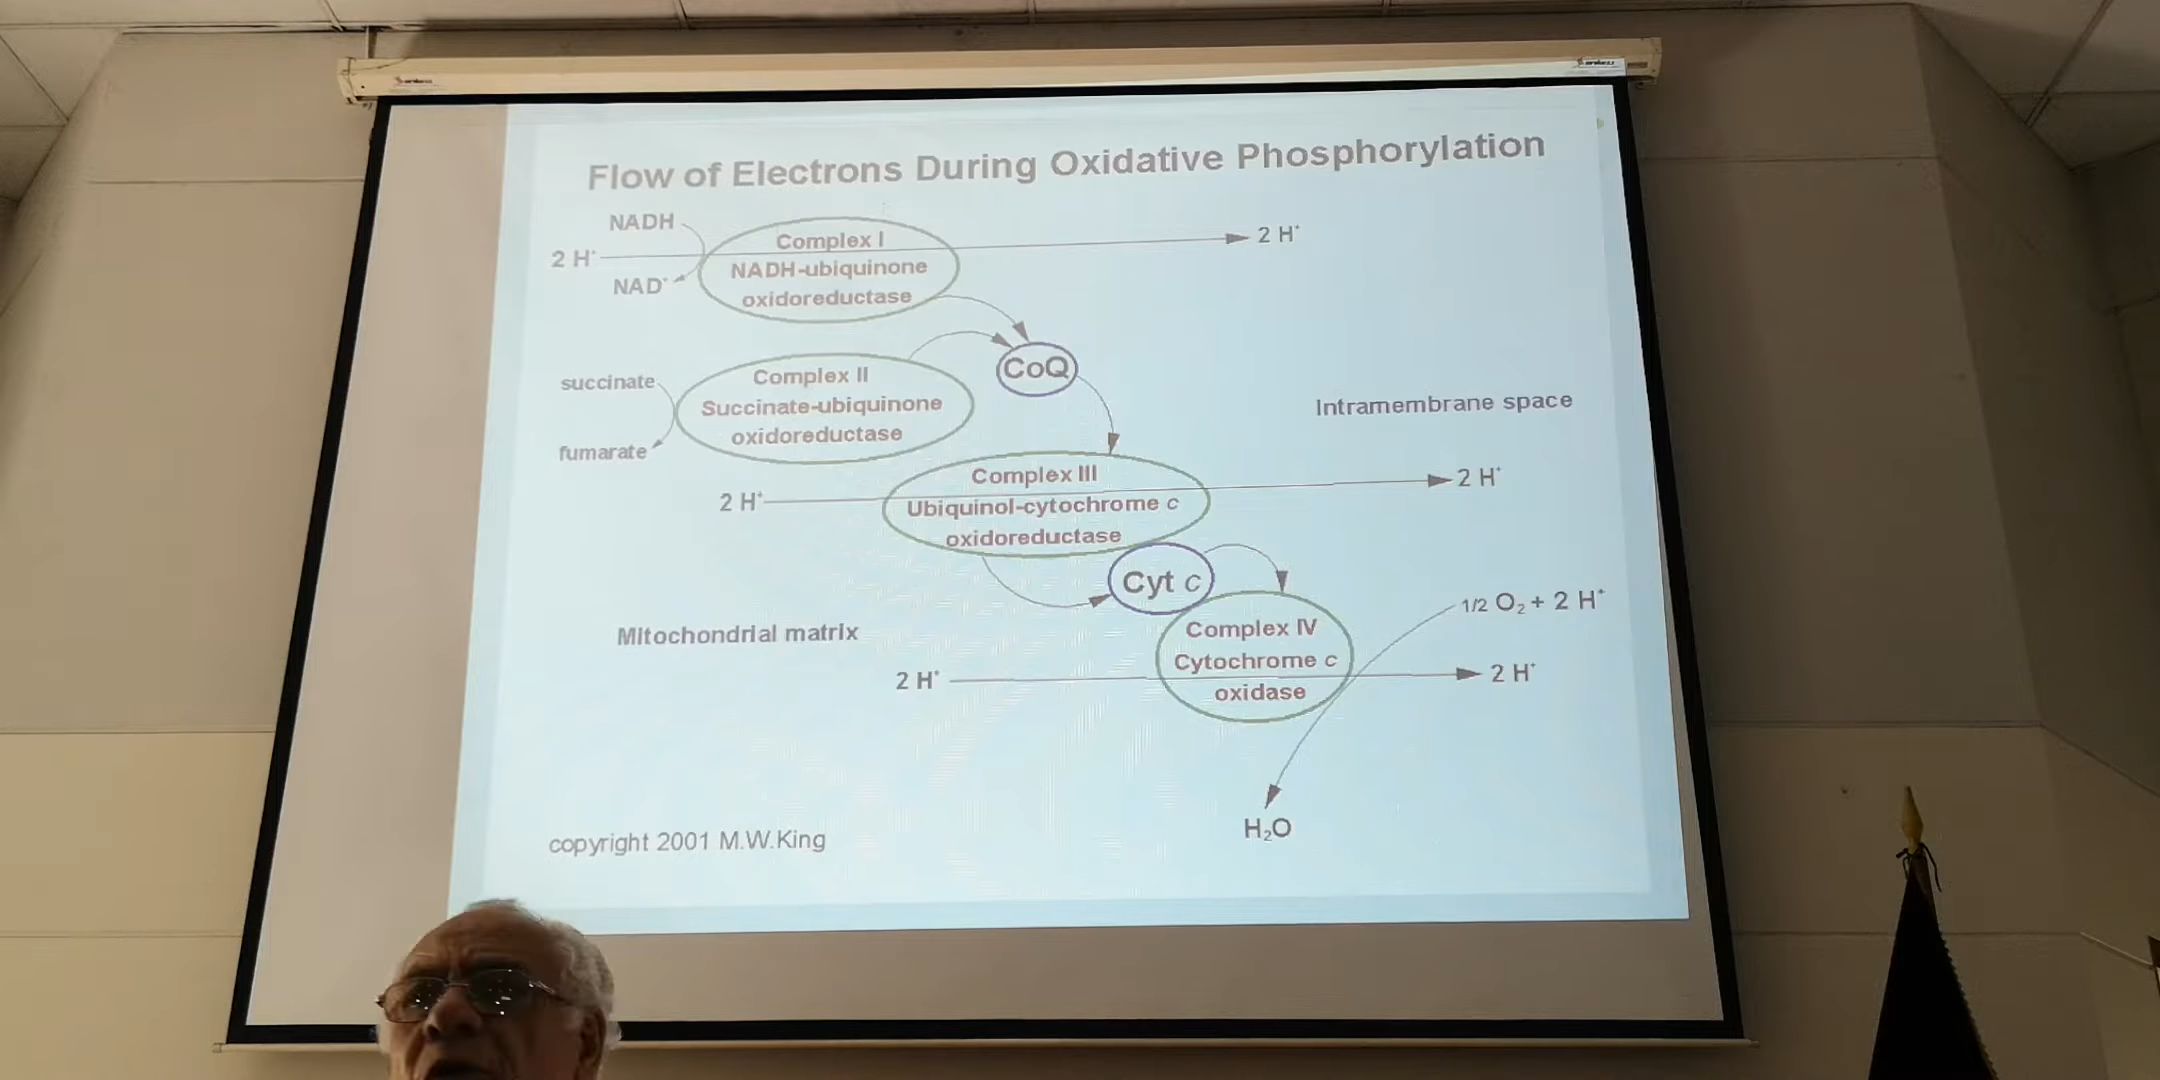 Flow of Electrons During Oxidative Phosphorylation
NADH
2 H⁺
NAD⁺
Complex I
NADH-ubiquinone
oxidoreductase
2 H⁺
CoQ
succinate
fumarate
Complex II
Succinate-ubiquinone
oxidoreductase
Intramembrane space
2 H⁺
Complex III
Ubiquinol-cytochrome c
oxidoreductase
2 H⁺
Cyt c
Mitochondrial matrix
1/2 O₂ + 2 H⁺
2 H⁺
Complex IV
Cytochrome c
oxidase
2 H⁺
H₂O
copyright 2001 M.W.King